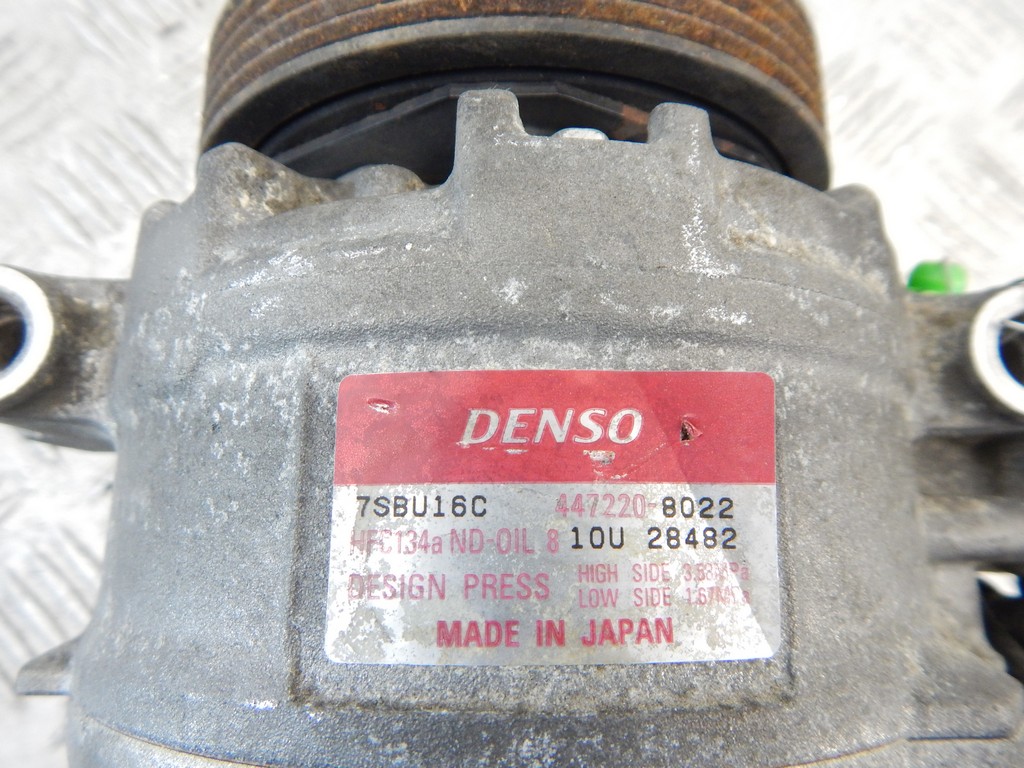 DENSO
7SBU16C 447220-8022
HFC134a ND-OIL 8 10U 28482
DESIGN PRESS HIGH SIDE
LOW SIDE
MADE IN JAPAN